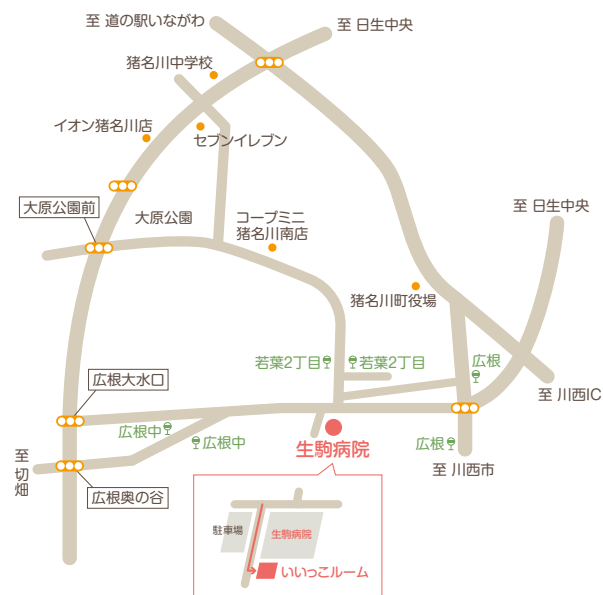 至 道の駅いながわ
至 日生中央
猪名川中学校
イオン猪名川店
セブンイレブン
大原公園前
大原公園
コープミニ
猪名川南店
至 日生中央
猪名川町役場
若葉2丁目
若葉2丁目
広根
広根大水口
至 川西IC
広根中
広根中
広根
生駒病院
至 川西市
至
切
畑
広根奥の谷
駐車場
生駒病院
いいっこルーム